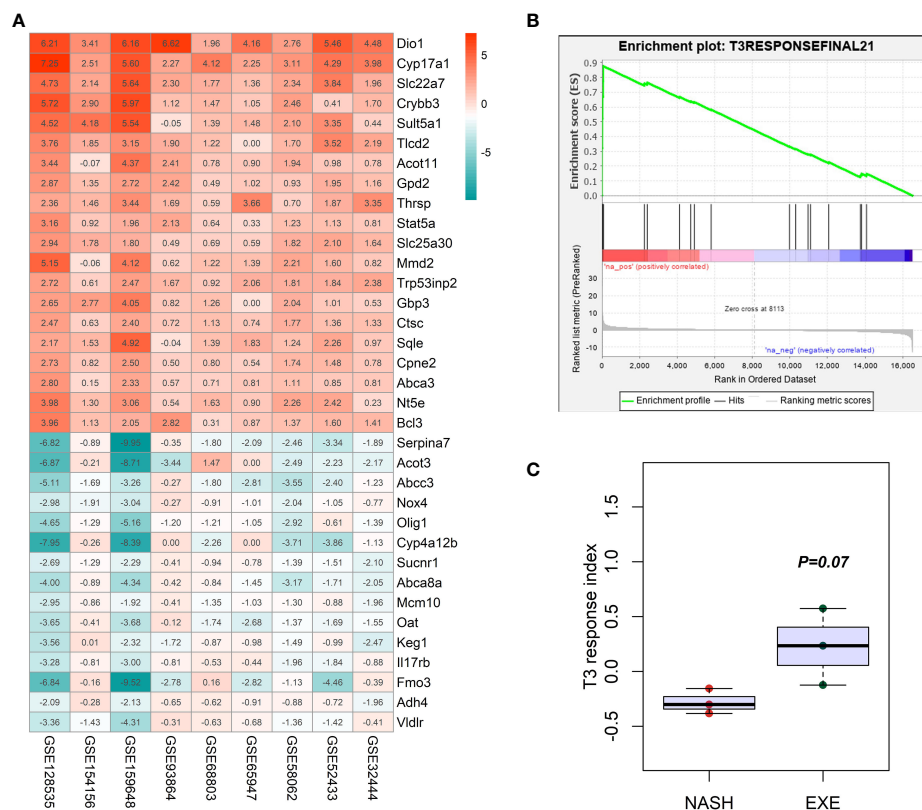 A
6.21 3.41 6.16 6.62 1.96 4.16 2.76 5.46 4.48 Dio1
7.25 2.51 5.60 2.27 4.12 2.25 3.11 4.29 3.98 Cyp17a1
4.73 2.14 5.64 2.30 1.77 1.36 2.34 3.84 1.96 Slc22a7
5.72 2.90 5.97 1.12 1.47 1.05 2.46 0.41 1.70 Crybb3
4.52 4.18 5.54 -0.05 1.39 1.48 2.10 3.35 0.44 Sult5a1
3.76 1.85 3.15 1.90 1.22 0.00 1.70 3.52 2.19 Tlcd2
3.44 -0.07 4.37 2.41 0.78 0.90 1.94 0.98 0.78 Acot11
2.87 1.35 2.72 2.42 0.49 1.02 0.93 1.95 1.16 Gpd2
2.36 1.46 3.44 1.69 0.59 3.66 0.70 1.87 3.35 Thrsp
3.16 0.92 1.96 2.13 0.64 0.33 1.23 1.13 0.81 Stat5a
2.94 1.78 1.80 0.49 0.69 0.59 1.82 2.10 1.64 Slc25a30
5.15 -0.06 4.12 0.62 1.18 0.87 2.21 1.60 0.82 Mmd2
2.72 0.61 2.47 1.67 0.92 2.06 1.81 1.84 2.38 Trp53inp2
2.65 2.77 4.05 0.82 1.26 0.00 2.04 1.01 0.53 Gbp3
2.47 0.63 2.40 0.72 1.13 0.74 1.77 1.36 1.33 Ctsc
2.17 1.53 4.92 -0.04 1.39 1.83 1.24 2.26 0.97 Sqle
2.73 0.82 2.50 0.50 0.80 0.54 1.74 1.48 0.78 Cpne2
2.80 0.15 2.33 0.57 0.71 0.81 1.11 0.85 0.81 Abca3
3.98 1.30 3.06 0.54 1.63 0.90 2.26 2.42 0.23 Nt5e
3.96 1.13 2.05 2.82 0.31 0.87 1.37 1.60 1.41 Bcl3
-6.82 -0.89 -9.95 -0.35 -1.80 -2.09 -2.46 -3.34 -1.89 Serpina7
-6.87 -0.21 -8.71 -3.44 1.47 0.00 -2.49 -2.23 -2.17 Acot3
-5.11 -1.69 -3.26 -0.27 -1.80 -2.81 -3.55 -2.40 -1.23 Abcc3
-2.98 -1.91 -3.04 -0.27 -0.91 -1.01 -2.04 -1.05 -0.77 Nox4
-4.65 -1.29 -5.16 -1.20 -1.21 -1.05 -2.92 -0.61 -1.39 Olig1
-7.95 -0.26 -8.39 0.00 -2.26 0.00 -3.71 -3.86 -1.13 Cyp4a12b
-2.69 -1.29 -2.29 -0.41 -0.94 -0.78 -1.39 -1.51 -2.10 Sucnr1
-4.00 -0.89 -4.34 -0.42 -0.84 -1.45 -3.17 -1.71 -2.05 Abca8a
-2.95 -0.86 -1.92 -0.41 -1.35 -1.03 -1.30 -0.88 -1.96 Mcm10
-3.65 -0.41 -3.68 -0.12 -1.74 -2.68 -1.37 -1.69 -1.55 Oat
-3.56 0.01 -2.32 -1.72 -0.87 -0.98 -1.49 -0.99 -2.47 Keg1
-3.28 -0.81 -3.00 -0.81 -0.53 -0.44 -1.96 -1.84 -0.88 Il17rb
-6.84 -0.16 -9.52 -2.78 0.16 -2.82 -1.13 -4.46 -0.39 Fmo3
-2.09 -0.28 -2.13 -0.65 -0.62 -0.91 -0.88 -0.72 -1.96 Adh4
-3.36 -1.43 -4.31 -0.31 -0.63 -0.68 -1.36 -1.42 -0.41 Vldlr
GSE128535 GSE154156 GSE159648 GSE93864 GSE68803 GSE65947 GSE58062 GSE52433 GSE32444
5
0
-5
B
Enrichment plot: T3RESPONSEFINAL21
Enrichment score (ES)
0.9
0.8
0.7
0.6
0.5
0.4
0.3
0.2
0.1
0.0
'na_pos' (positively correlated)
Ranked list metric (PreRanked)
30
20
10
0
-10
Zero cross at 8113
'na_neg' (negatively correlated)
0 2,000 4,000 6,000 8,000 10,000 12,000 14,000 16,000
Rank in Ordered Dataset
Enrichment profile Hits Ranking metric scores
C
T3 response index
1.5
1.0
0.5
0.0
-0.5
P=0.07
NASH EXE